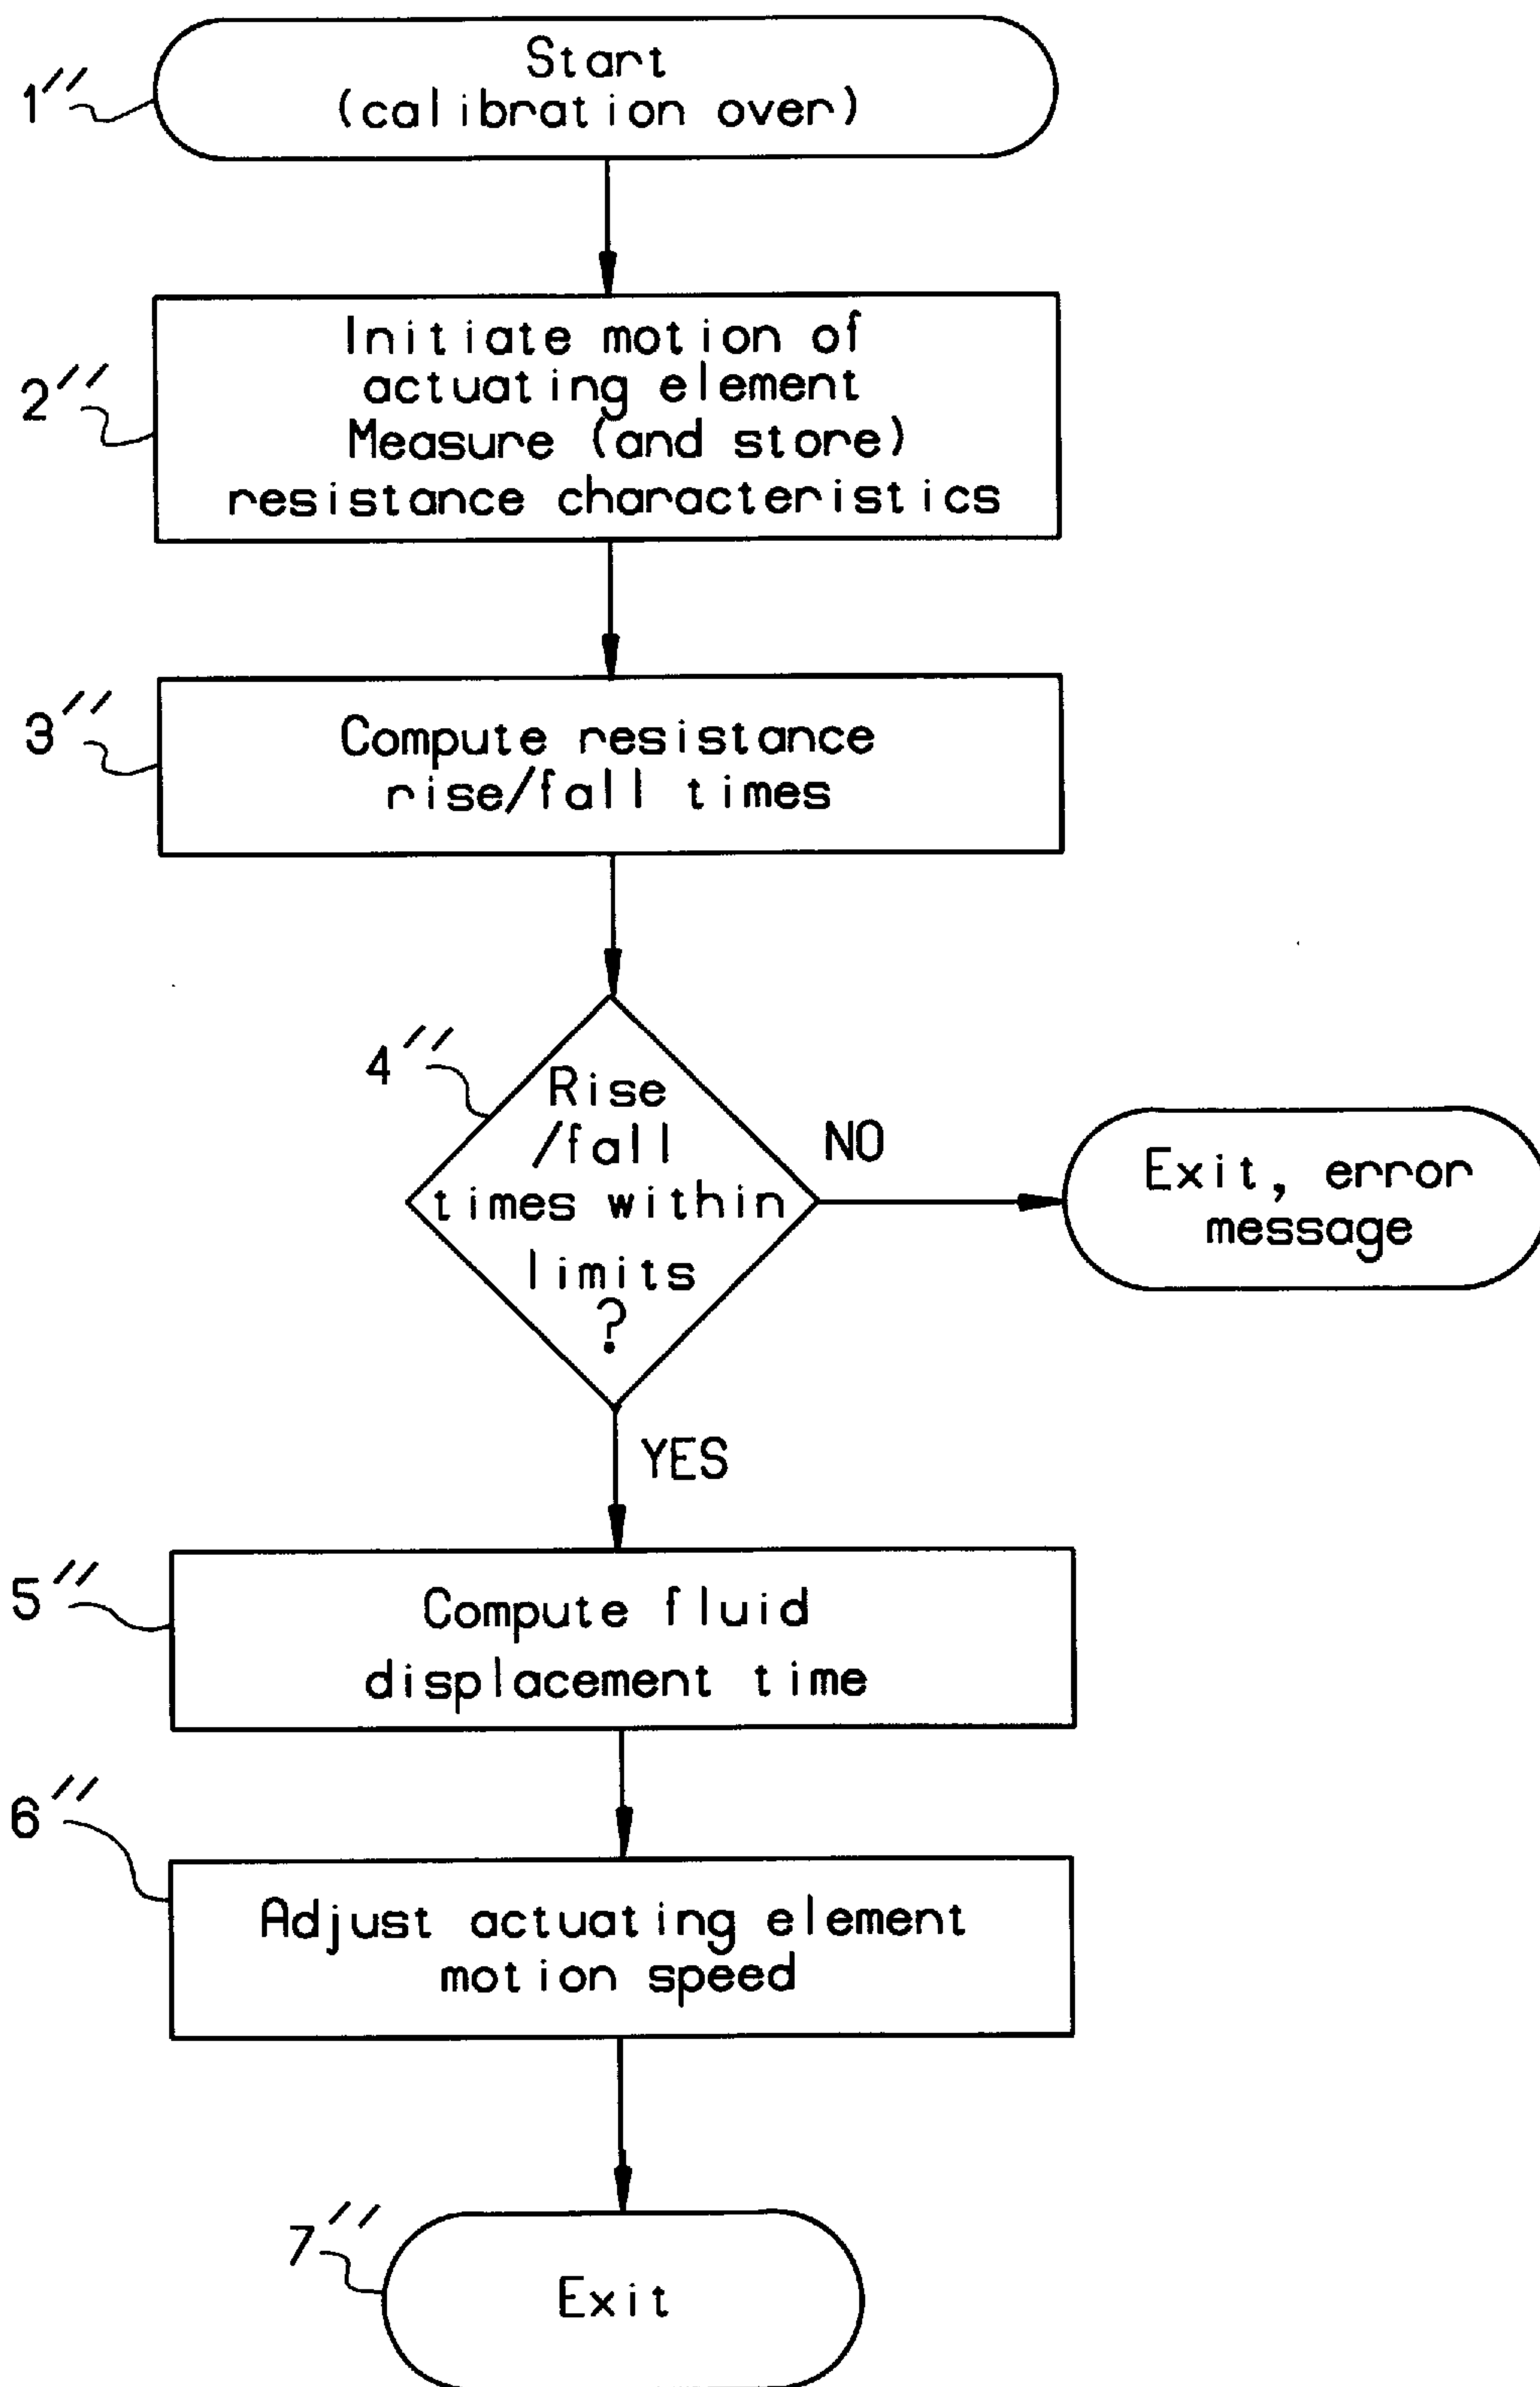 1″
Start
(calibration over)
2″
Initiate motion of
actuating element
Measure (and store)
resistance characteristics
3″
Compute resistance
rise/fall times
4″
Rise
/fall
times within
limits
?
NO
Exit, error
message
YES
5″
Compute fluid
displacement time
6″
Adjust actuating element
motion speed
7″
Exit